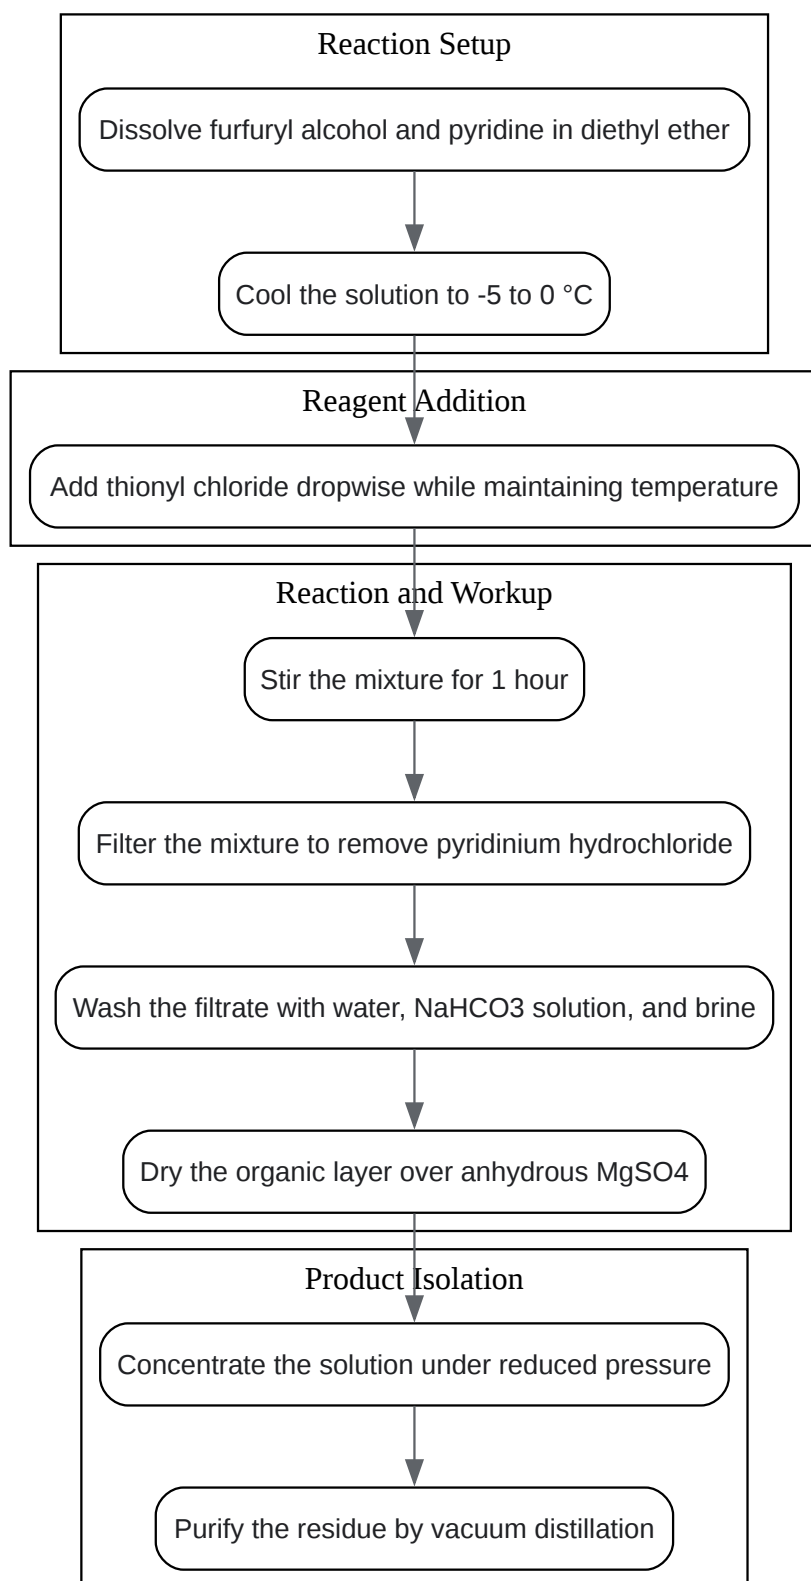 Reaction Setup
Dissolve furfuryl alcohol and pyridine in diethyl ether
Cool the solution to -5 to 0 °C
Reagent Addition
Add thionyl chloride dropwise while maintaining temperature
Reaction and Workup
Stir the mixture for 1 hour
Filter the mixture to remove pyridinium hydrochloride
Wash the filtrate with water, NaHCO3 solution, and brine
Dry the organic layer over anhydrous MgSO4
Product Isolation
Concentrate the solution under reduced pressure
Purify the residue by vacuum distillation